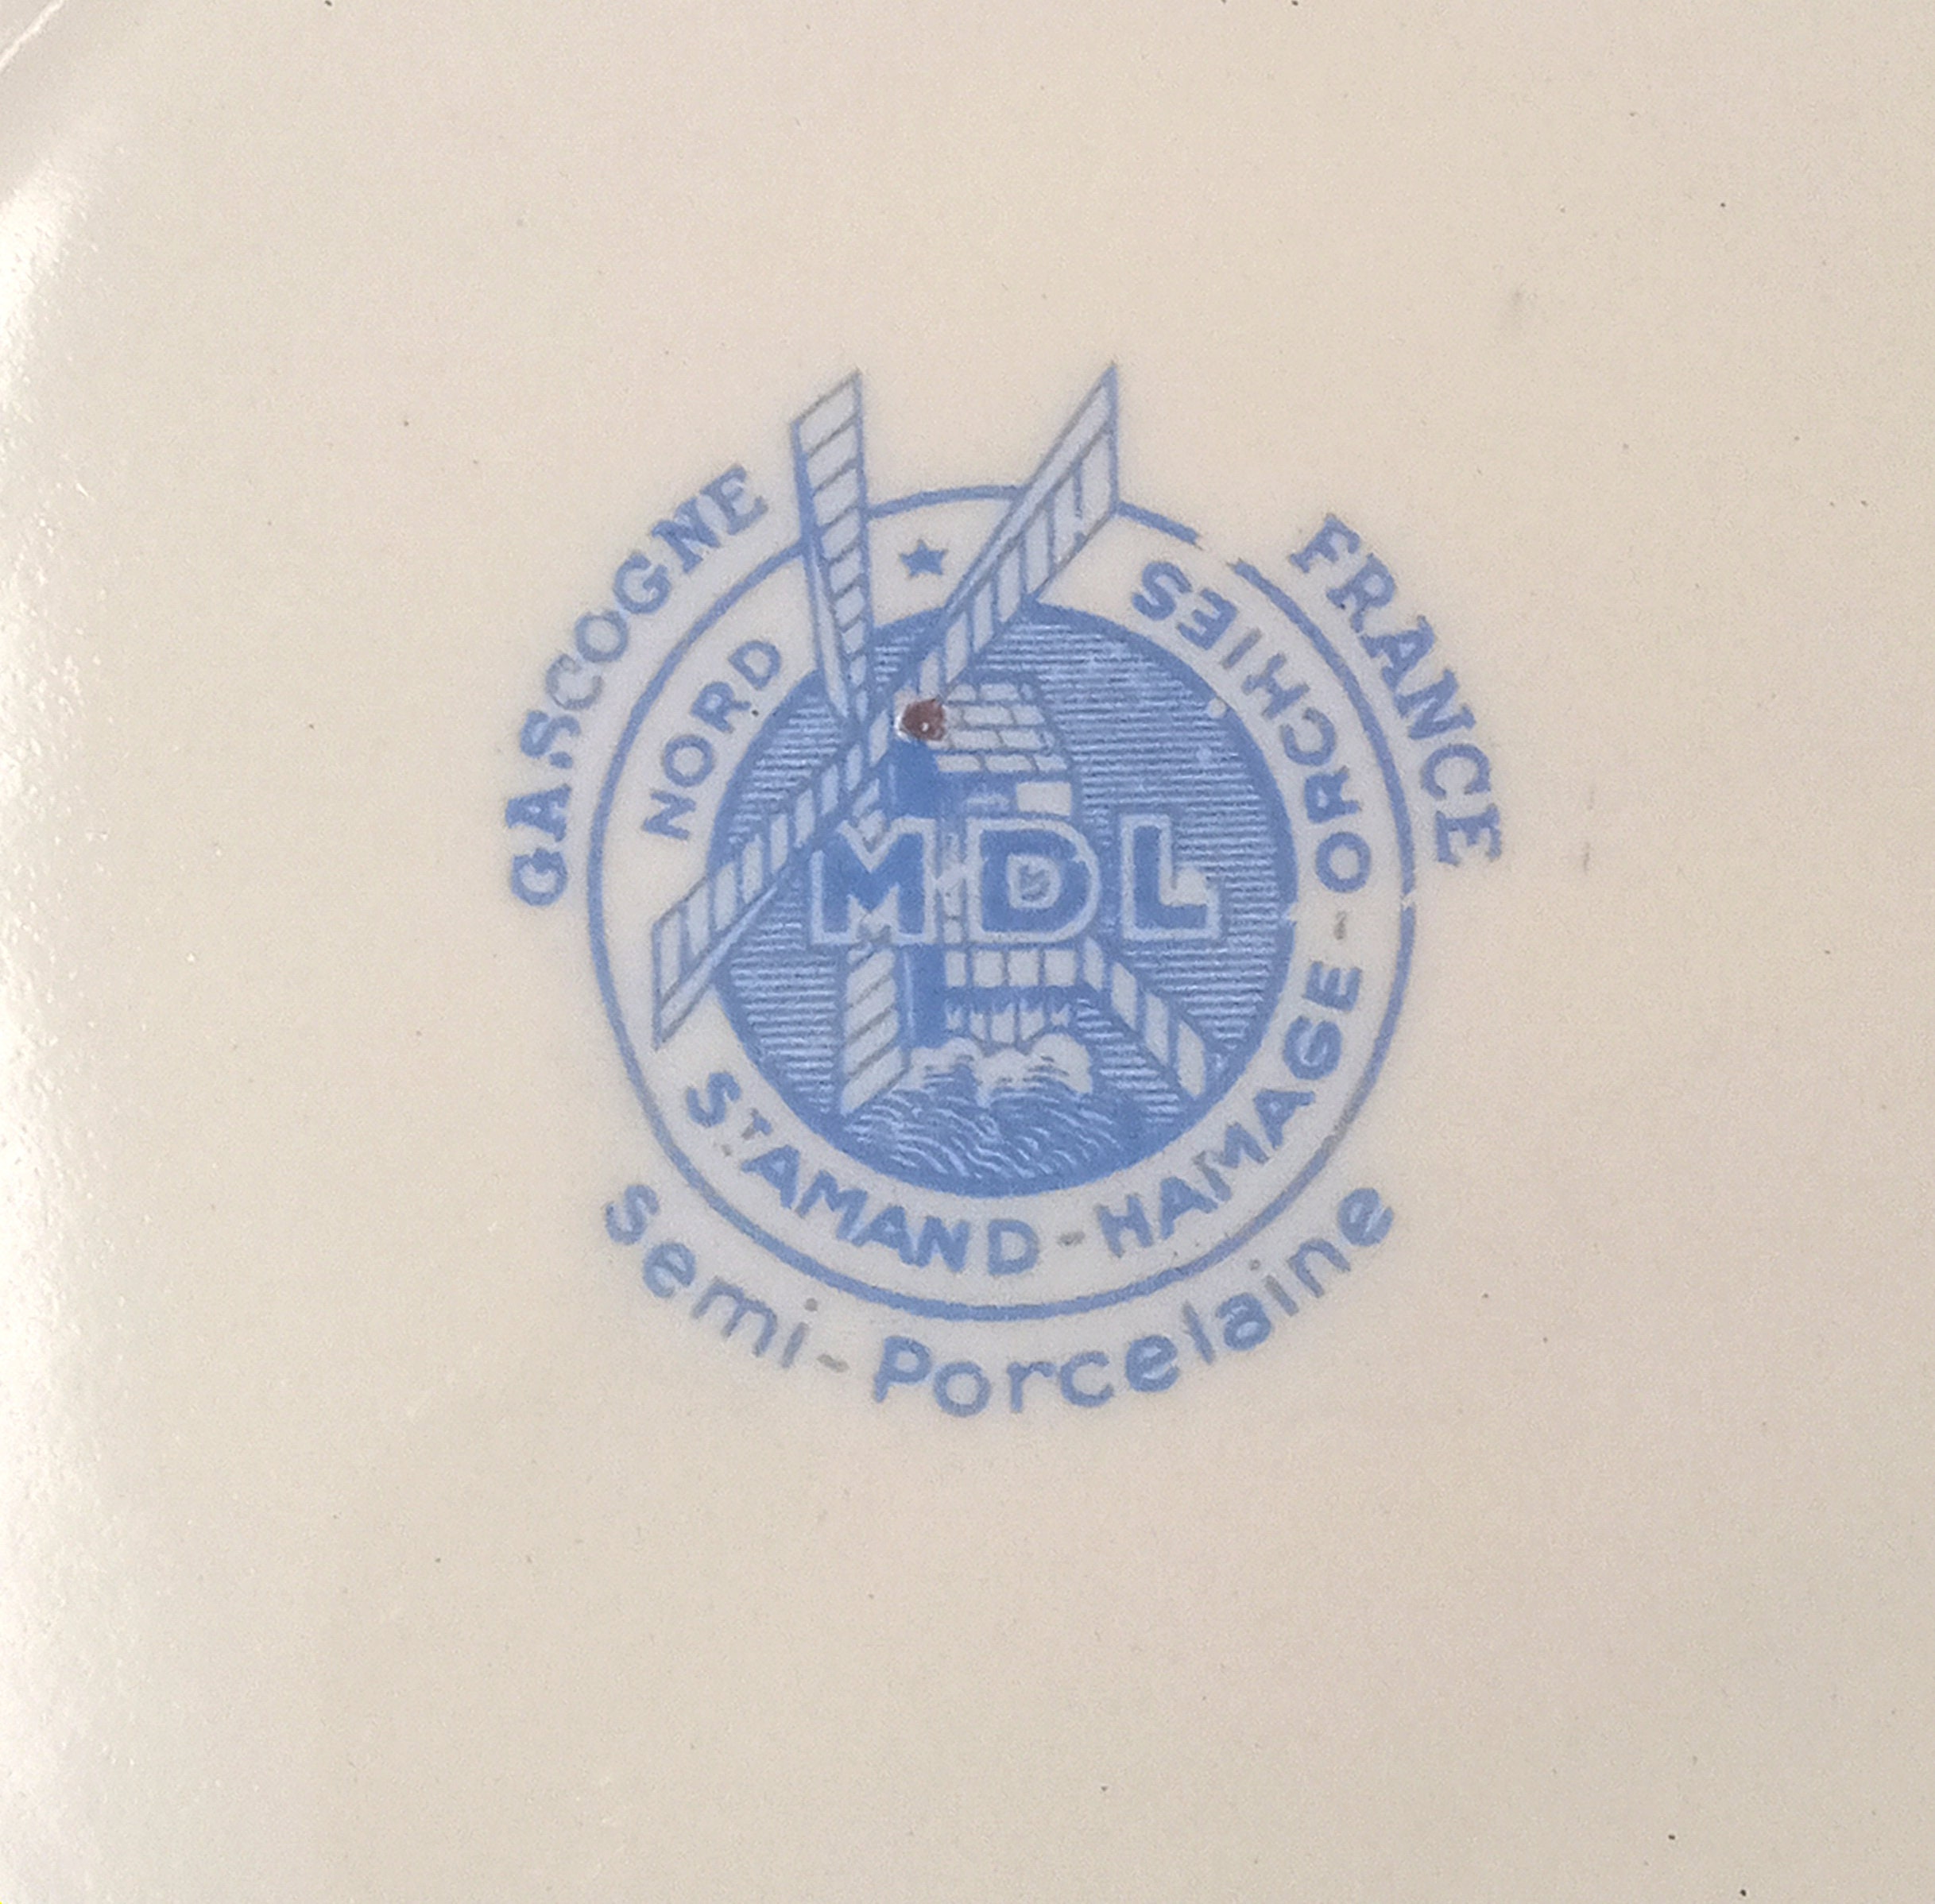 GASCOGNE
FRANCE
NORD
ST AMAND-HAMAGE-ORCHIES
MDL
Semi-Porcelaine